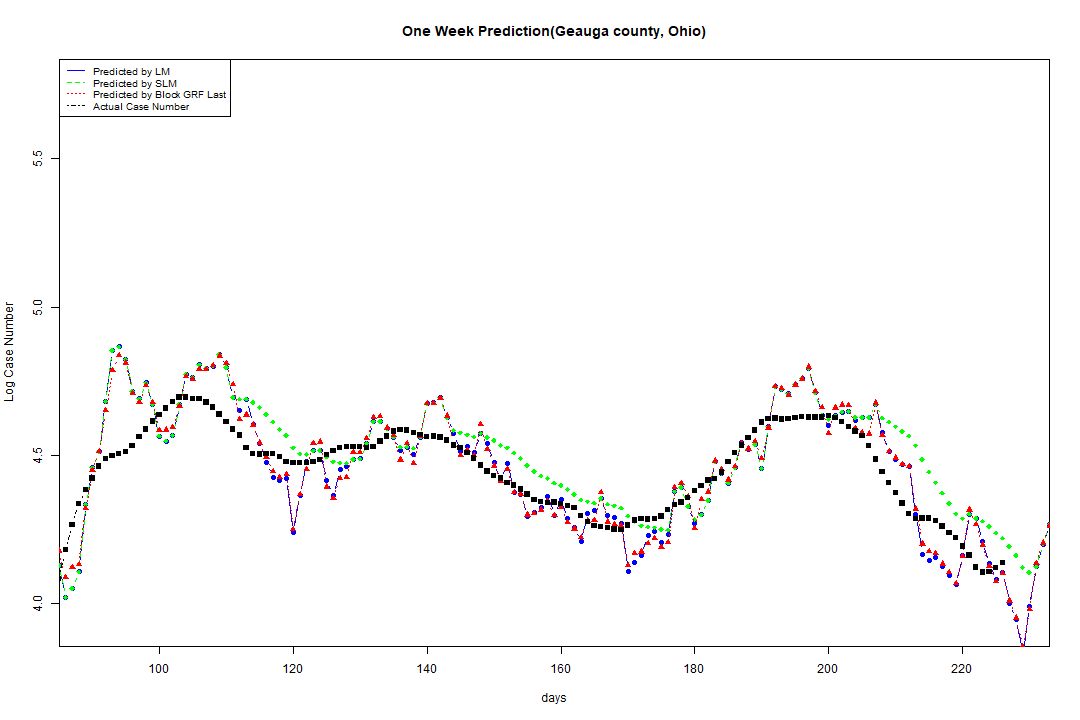 One Week Prediction(Geauga county, Ohio)
Predicted by LM
Predicted by SLM
Predicted by Block GRF Last
Actual Case Number
5.5
5.0
4.5
4.0
Log Case Number
100 120 140 160 180 200 220
days